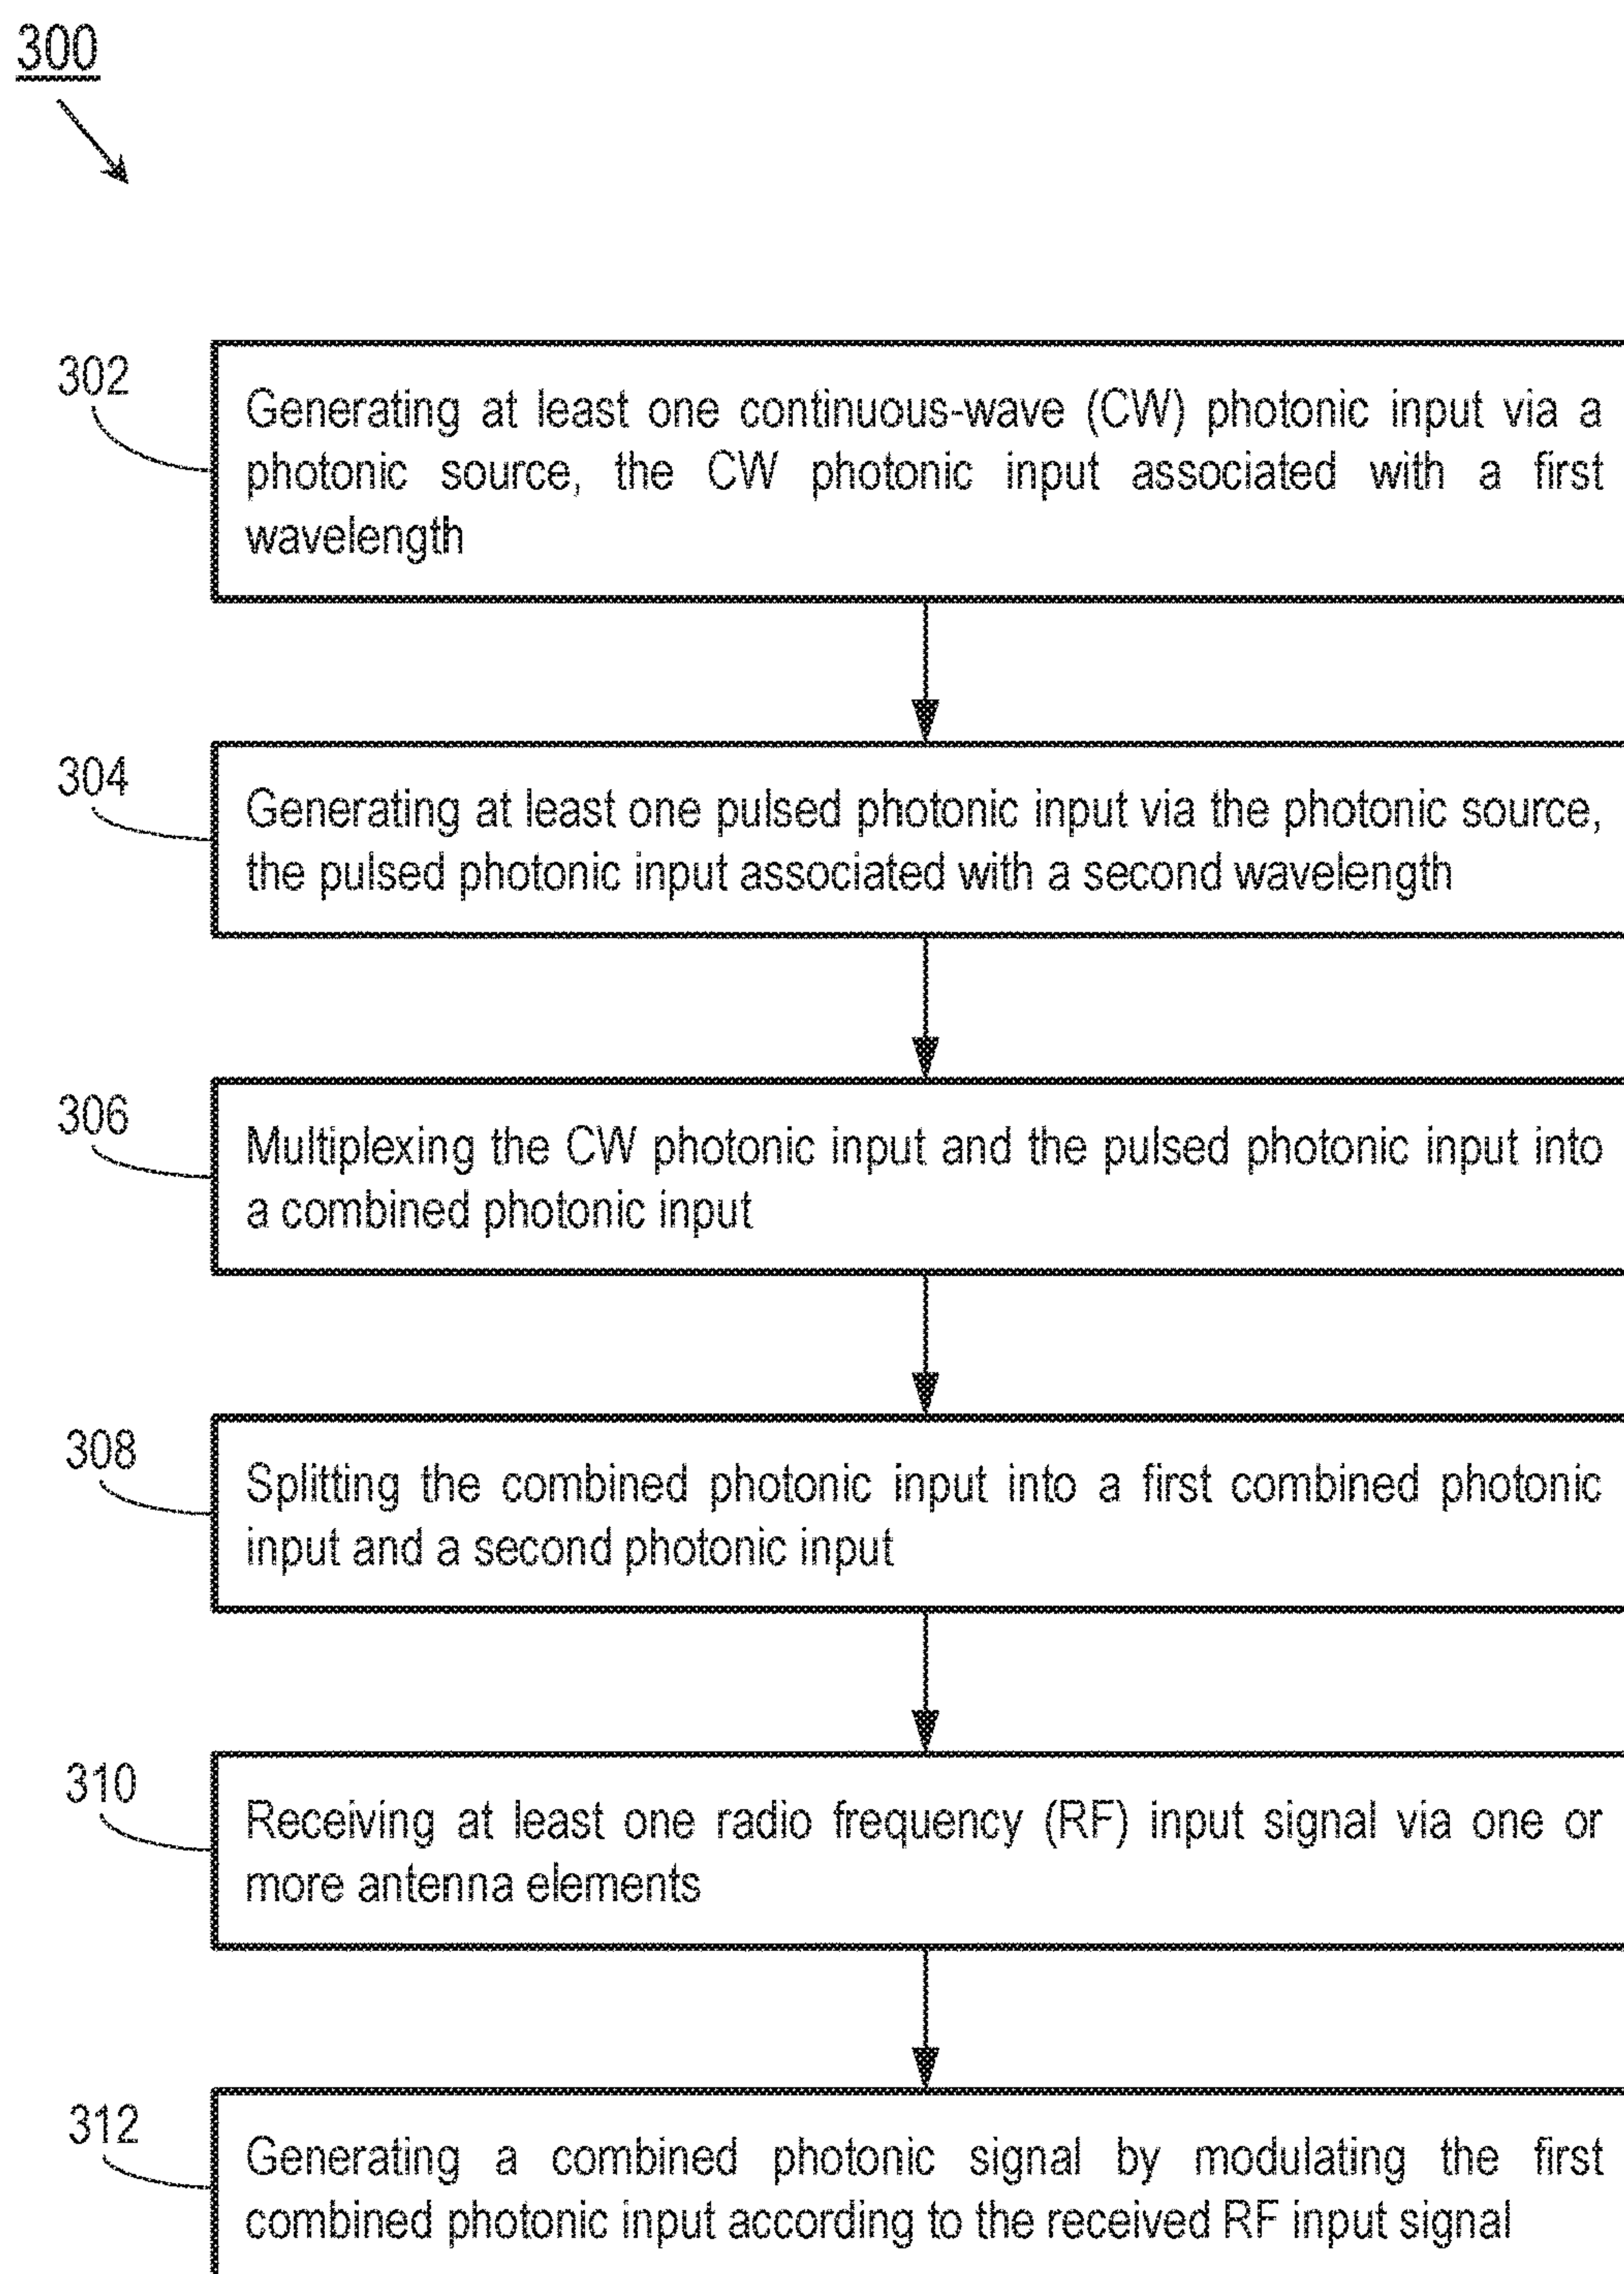 300
302
Generating at least one continuous-wave (CW) photonic input via a
photonic source, the CW photonic input associated with a first
wavelength
304
Generating at least one pulsed photonic input via the photonic source,
the pulsed photonic input associated with a second wavelength
306
Multiplexing the CW photonic input and the pulsed photonic input into
a combined photonic input
308
Splitting the combined photonic input into a first combined photonic
input and a second photonic input
310
Receiving at least one radio frequency (RF) input signal via one or
more antenna elements
312
Generating a combined photonic signal by modulating the first
combined photonic input according to the received RF input signal